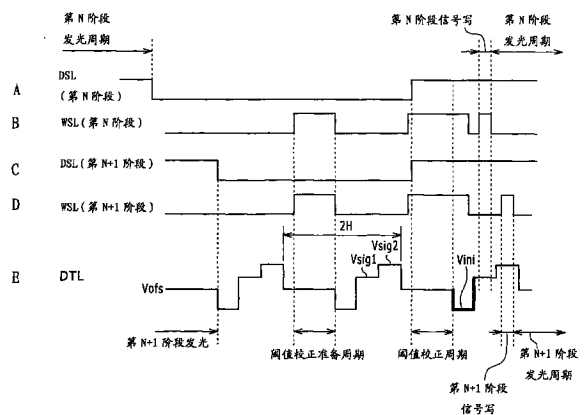 第N阶段
发光周期
第N阶段信号写
第N阶段
发光周期
A
DSL
(第N阶段)
B
WSL(第N阶段)
C
DSL(第N+1阶段)
D
WSL(第N+1阶段)
2H
Vsig2
Vsig1
Vini
E
DTL
Vofs
第N+1阶段发光
阈值校正准备周期
阈值校正周期
第N+1阶段
发光周期
第N+1阶段
信号写